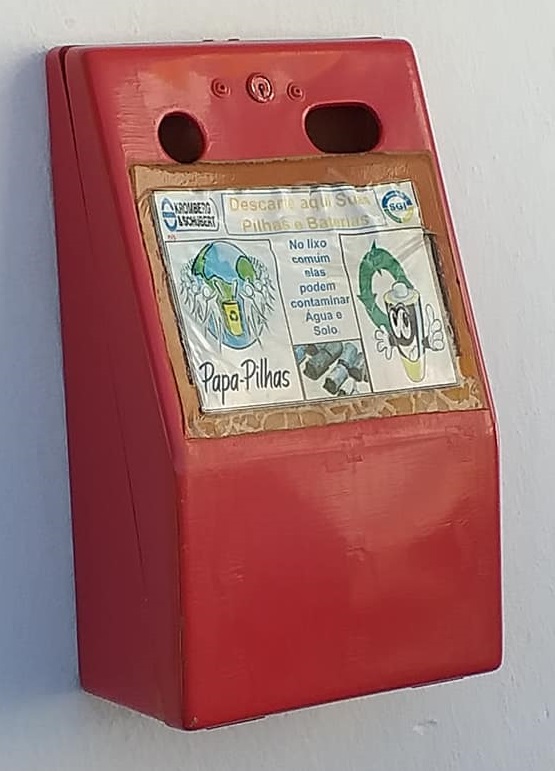 KROMBERG
& SCHUBERT
Descarte aqui Suas
Pilhas e Baterias
SGI
No lixo
comum
elas
podem
contaminar
Água e
Solo
Papa-Pilhas